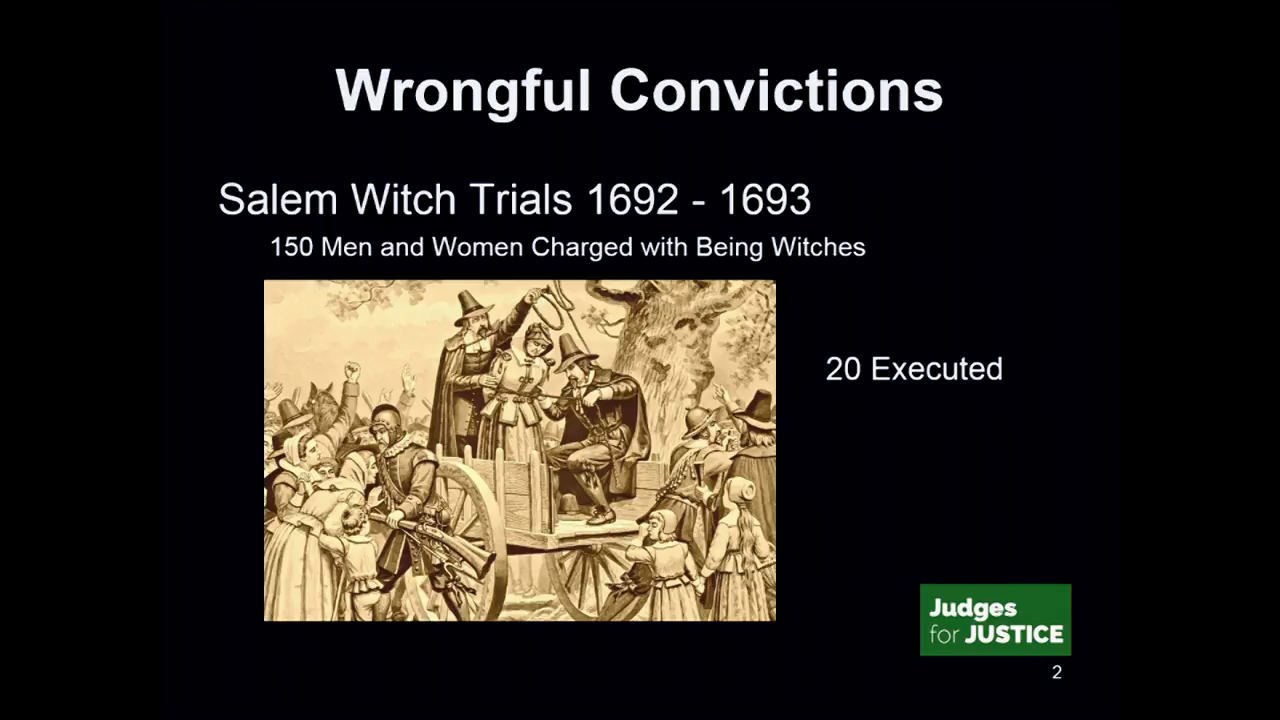 Wrongful Convictions
Salem Witch Trials 1692 - 1693
150 Men and Women Charged with Being Witches
20 Executed
Judges
for JUSTICE
2